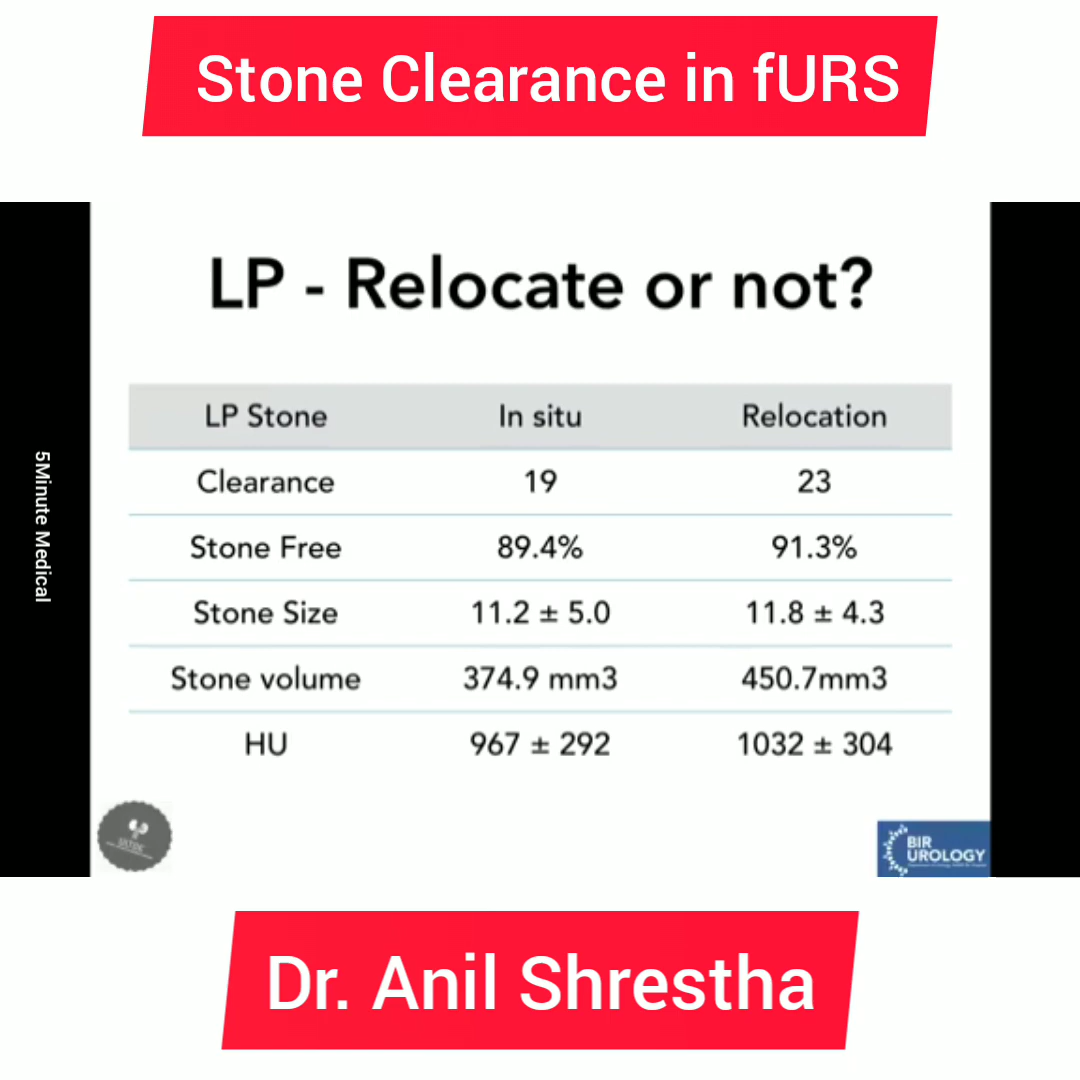 Stone Clearance in fURS
LP - Relocate or not?
LP Stone In situ Relocation
Clearance 19 23
Stone Free 89.4% 91.3%
Stone Size 11.2 ± 5.0 11.8 ± 4.3
Stone volume 374.9 mm3 450.7mm3
HU 967 ± 292 1032 ± 304
5Minute Medical
BIR
UROLOGY
Dr. Anil Shrestha